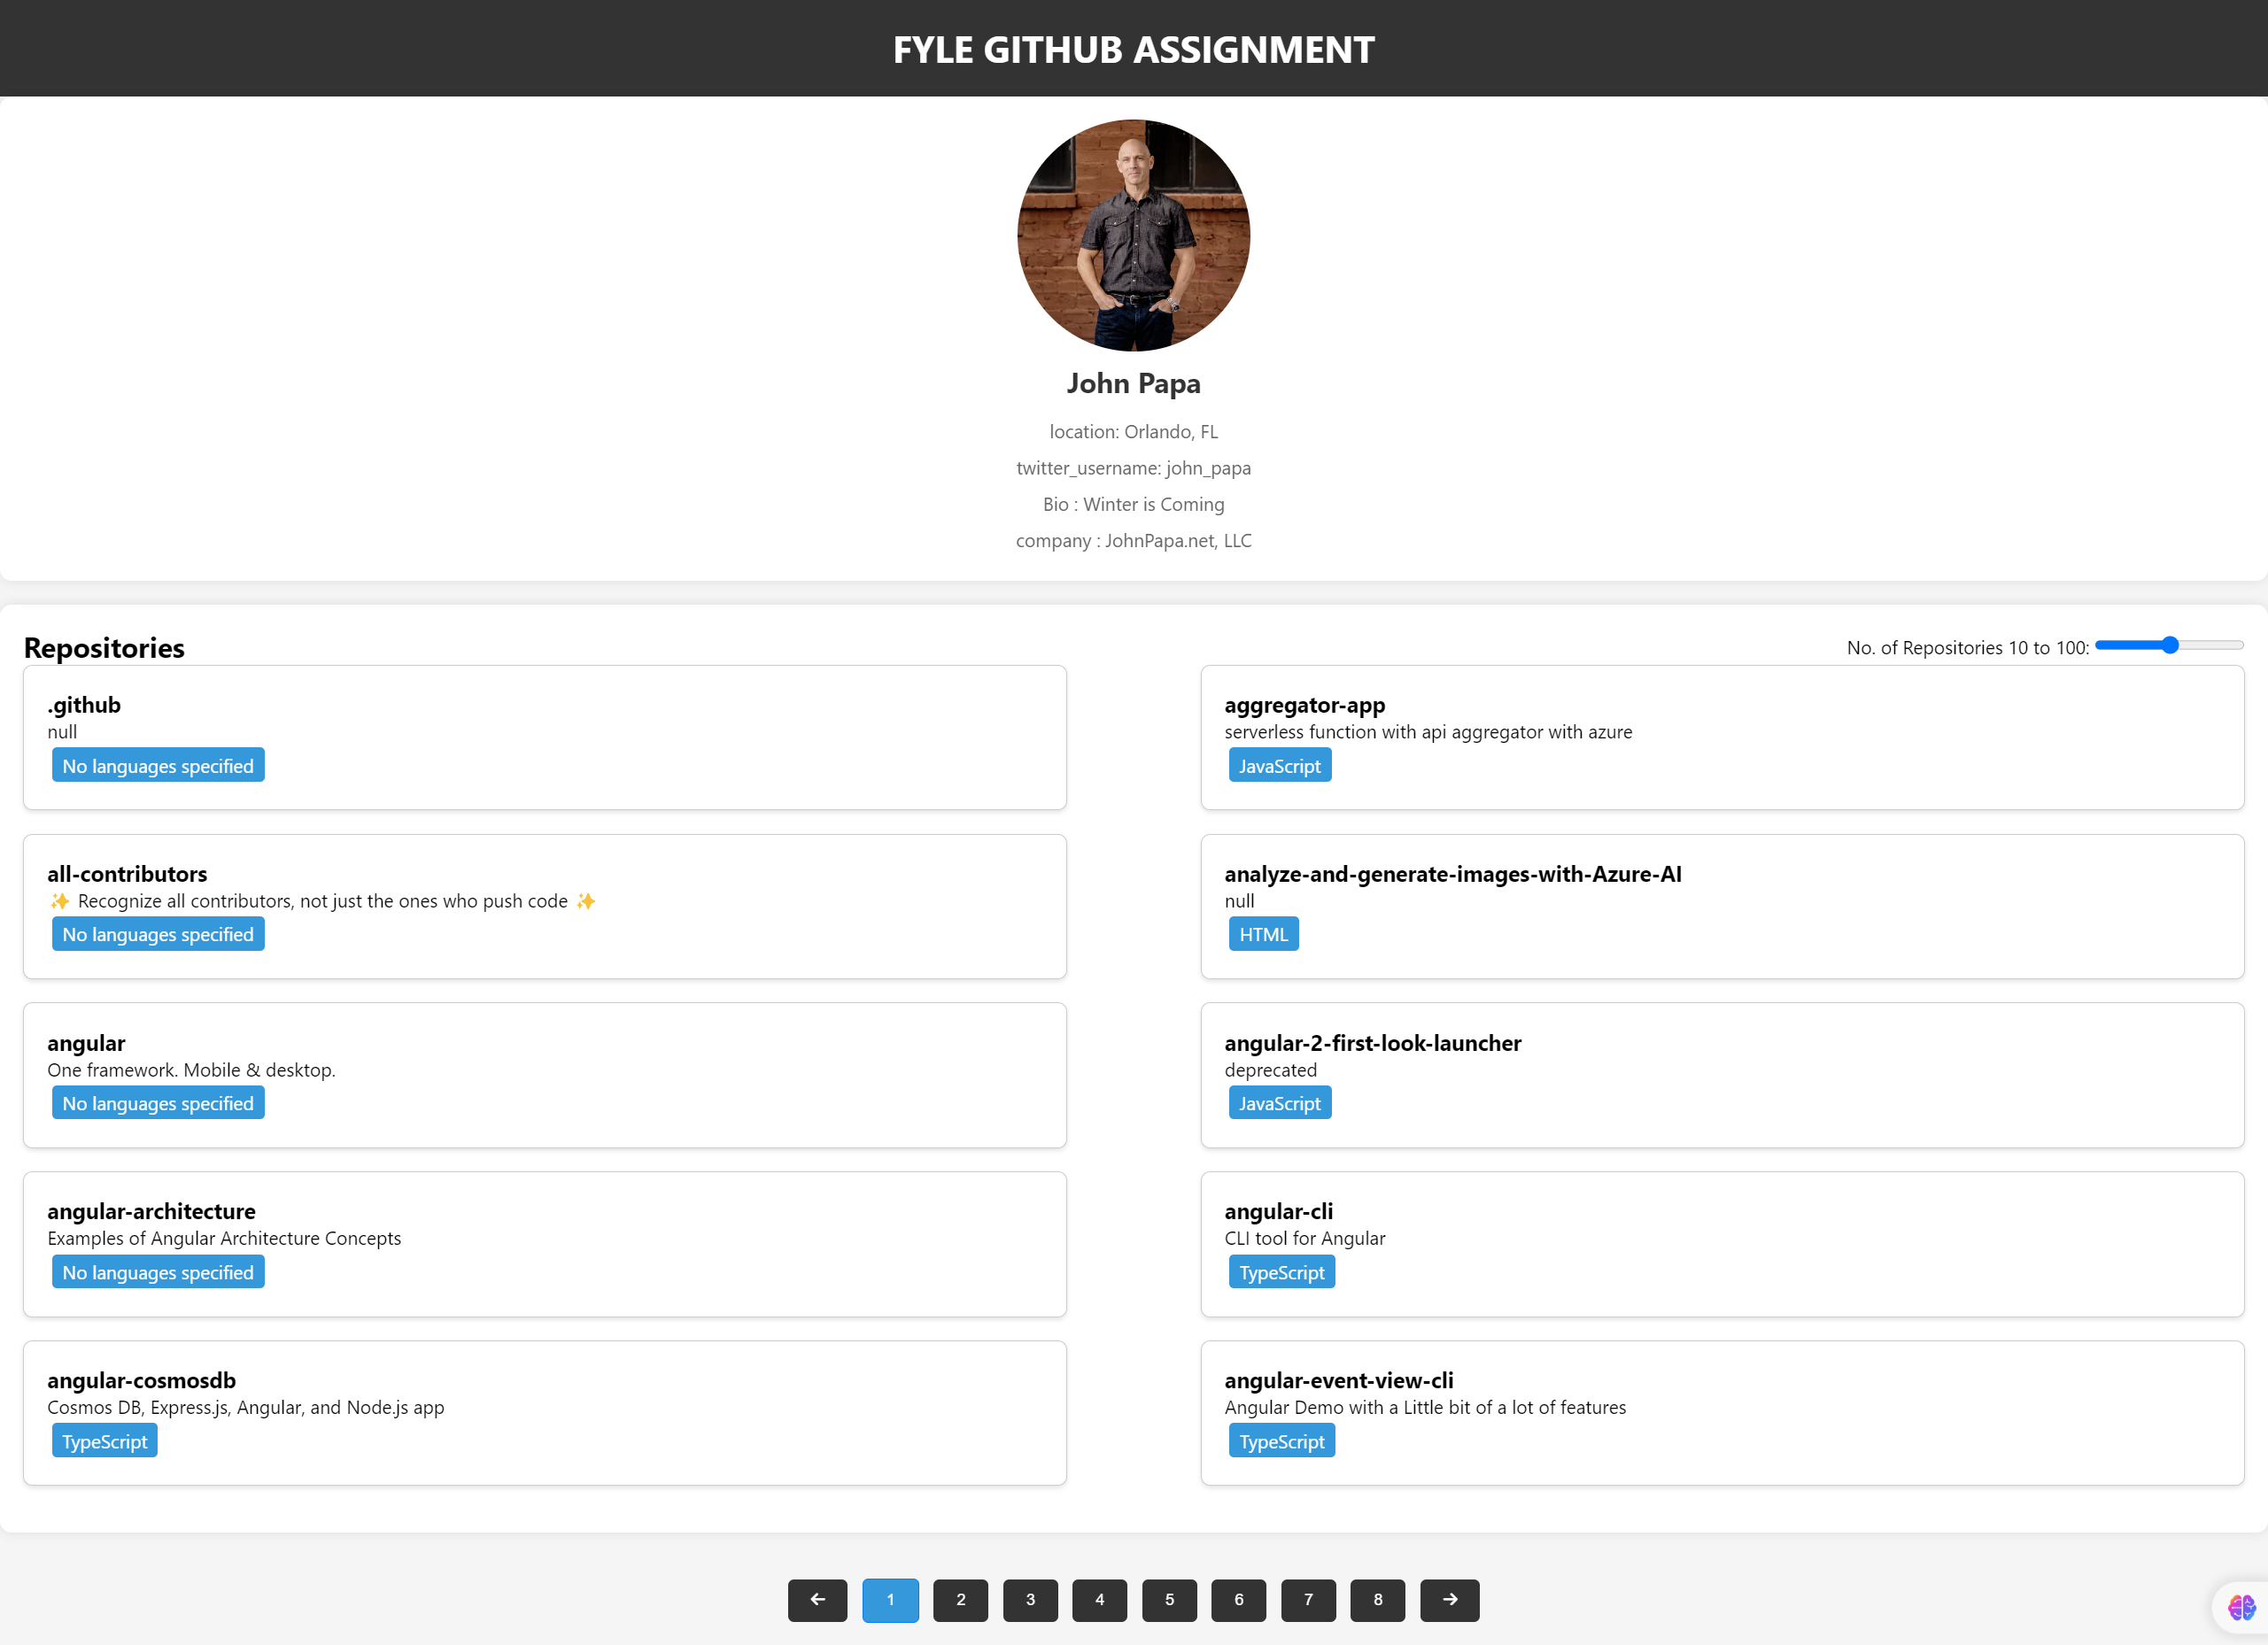 FYLE GITHUB ASSIGNMENT
John Papa
location: Orlando, FL
twitter_username: john_papa
Bio : Winter is Coming
company : JohnPapa.net, LLC
Repositories
No. of Repositories 10 to 100:
.github
null
No languages specified
aggregator-app
serverless function with api aggregator with azure
JavaScript
all-contributors
✨ Recognize all contributors, not just the ones who push code ✨
No languages specified
analyze-and-generate-images-with-Azure-AI
null
HTML
angular
One framework. Mobile & desktop.
No languages specified
angular-2-first-look-launcher
deprecated
JavaScript
angular-architecture
Examples of Angular Architecture Concepts
No languages specified
angular-cli
CLI tool for Angular
TypeScript
angular-cosmosdb
Cosmos DB, Express.js, Angular, and Node.js app
TypeScript
angular-event-view-cli
Angular Demo with a Little bit of a lot of features
TypeScript
← 1 2 3 4 5 6 7 8 →